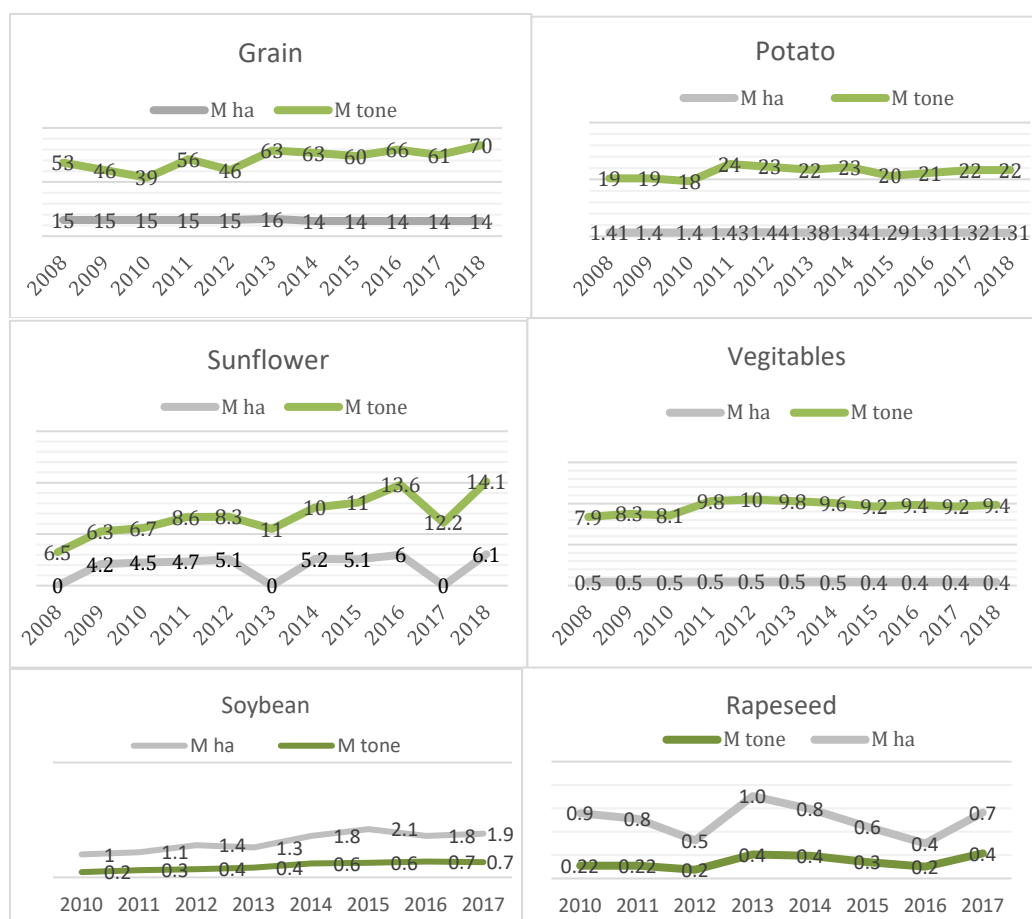 Grain
M ha M tone
53 46 39 56 46 63 63 60 66 61 70
15 15 15 15 15 16 14 14 14 14 14
2008 2009 2010 2011 2012 2013 2014 2015 2016 2017 2018
Potato
M ha M tone
19 19 18 24 23 22 23 20 21 22 22
1.41 1.4 1.4 1.43 1.44 1.38 1.34 1.29 1.31 1.32 1.31
2008 2009 2010 2011 2012 2013 2014 2015 2016 2017 2018
Sunflower
M ha M tone
6.5 6.3 6.7 8.6 8.3 11 10 11 13.6 12.2 14.1
0 4.2 4.5 4.7 5.1 0 5.2 5.1 6 0 6.1
2008 2009 2010 2011 2012 2013 2014 2015 2016 2017 2018
Vegitables
M ha M tone
7.9 8.3 8.1 9.8 10 9.8 9.6 9.2 9.4 9.2 9.4
0.5 0.5 0.5 0.5 0.5 0.5 0.5 0.4 0.4 0.4 0.4
2008 2009 2010 2011 2012 2013 2014 2015 2016 2017 2018
Soybean
M ha M tone
1 1.1 1.4 1.3 1.8 2.1 1.8 1.9
0.2 0.3 0.4 0.4 0.6 0.6 0.7 0.7
2010 2011 2012 2013 2014 2015 2016 2017
Rapeseed
M tone M ha
0.9 0.8 0.5 1.0 0.8 0.6 0.4 0.7
0.22 0.22 0.2 0.4 0.4 0.3 0.2 0.4
2010 2011 2012 2013 2014 2015 2016 2017